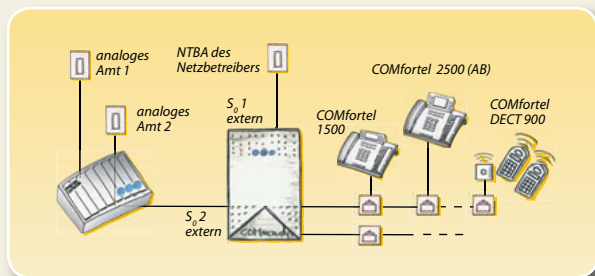 analoges
Amt 1
NTBA des
Netzbetreibers
analoges
Amt 2
S₀ 1
extern
COMfortel
1500
COMfortel 2500 (AB)
COMfortel
DECT 900
S₀ 2
extern